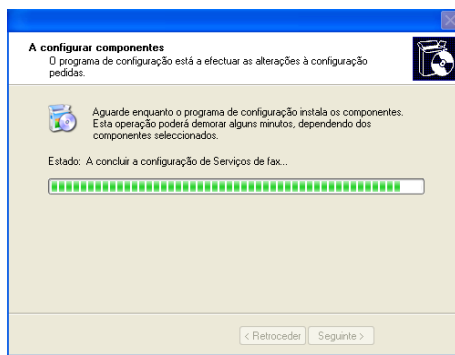 A configurar componentes
O programa de configuração está a efectuar as alterações à configuração
pedidas.
Aguarde enquanto o programa de configuração instala os componentes.
Esta operação poderá demorar alguns minutos, dependendo dos
componentes seleccionados.
Estado: A concluir a configuração de Serviços de fax...
< Retroceder
Seguinte >